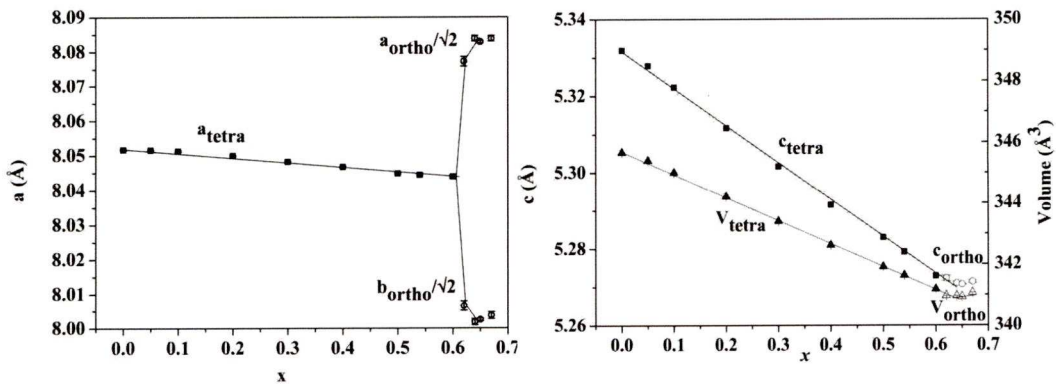 8.09
8.08
8.07
8.06
8.05
8.04
8.03
8.02
8.01
8.00
a (Å)
a_ortho/√2
a_tetra
b_ortho/√2
0.0 0.1 0.2 0.3 0.4 0.5 0.6 0.7
x
5.34
5.32
5.30
5.28
5.26
c (Å)
c_tetra
V_tetra
c_ortho
V_ortho
350
348
346
344
342
340
Volume (Å³)
0.0 0.1 0.2 0.3 0.4 0.5 0.6 0.7
x